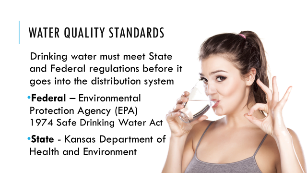 WATER QUALITY STANDARDS
Drinking water must meet State
and Federal regulations before it
goes into the distribution system
•Federal – Environmental
Protection Agency (EPA)
1974 Safe Drinking Water Act
•State - Kansas Department of
Health and Environment